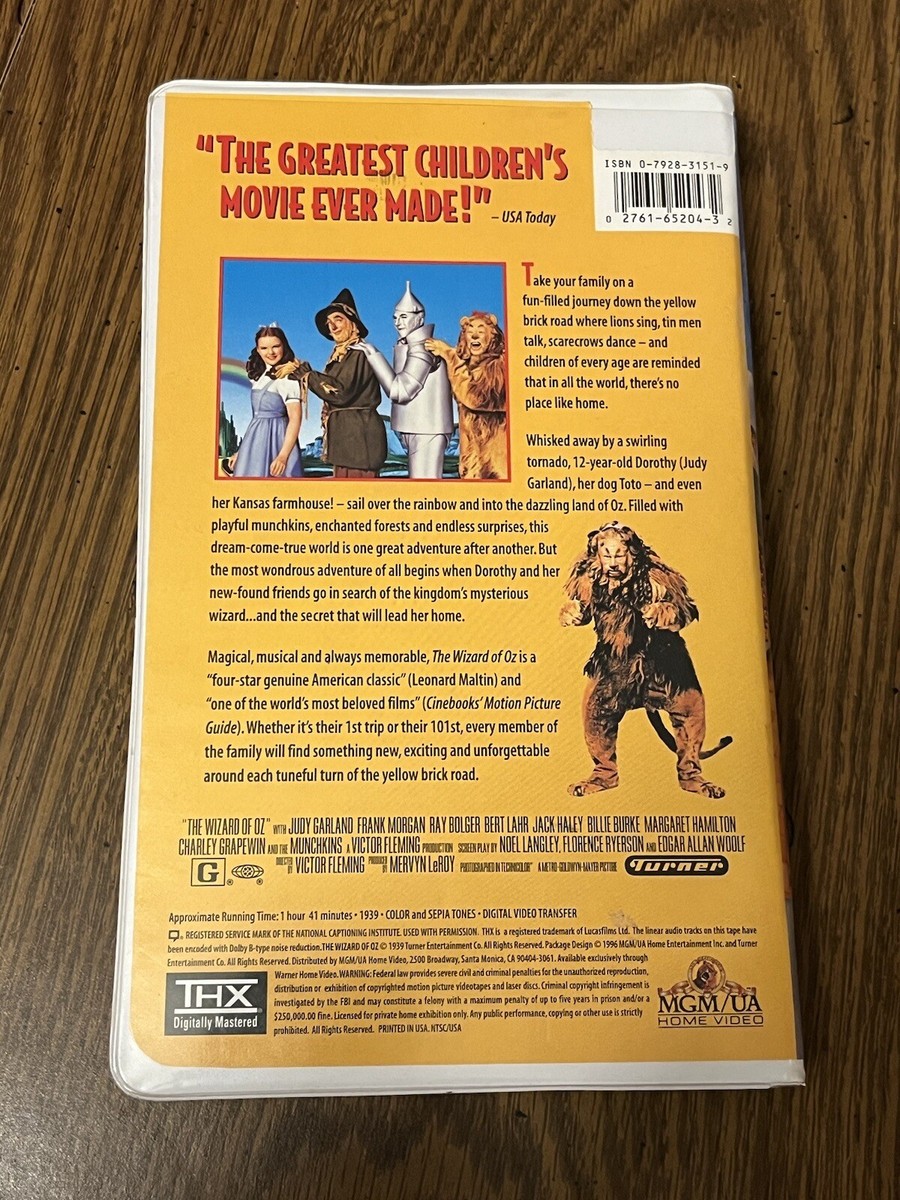 “THE GREATEST CHILDREN'S
MOVIE EVER MADE!”
– USA Today
ISBN 0-7928-3151-9
0 2761-65204-3 2
Take your family on a
fun-filled journey down the yellow
brick road where lions sing, tin men
talk, scarecrows dance – and
children of every age are reminded
that in all the world, there's no
place like home.
Whisked away by a swirling
tornado, 12-year-old Dorothy (Judy
Garland), her dog Toto – and even
her Kansas farmhouse! – sail over the rainbow and into the dazzling land of Oz. Filled with
playful munchkins, enchanted forests and endless surprises, this
dream-come-true world is one great adventure after another. But
the most wondrous adventure of all begins when Dorothy and her
new-found friends go in search of the kingdom's mysterious
wizard...and the secret that will lead her home.
Magical, musical and always memorable, The Wizard of Oz is a
“four-star genuine American classic” (Leonard Maltin) and
“one of the world's most beloved films” (Cinebooks' Motion Picture
Guide). Whether it's their 1st trip or their 101st, every member of
the family will find something new, exciting and unforgettable
around each tuneful turn of the yellow brick road.
"THE WIZARD OF OZ" WITH JUDY GARLAND FRANK MORGAN RAY BOLGER BERT LAHR JACK HALEY BILLIE BURKE MARGARET HAMILTON
CHARLEY GRAPEWIN AND THE MUNCHKINS A VICTOR FLEMING PRODUCTION SCREEN PLAY BY NOEL LANGLEY, FLORENCE RYERSON AND EDGAR ALLAN WOOLF
G ® DIRECTED BY VICTOR FLEMING PRODUCED BY MERVYN LeROY PHOTOGRAPHED IN TECHNICOLOR® A METRO-GOLDWYN-MAYER PICTURE Turner
Approximate Running Time: 1 hour 41 minutes • 1939 • COLOR and SEPIA TONES • DIGITAL VIDEO TRANSFER
REGISTERED SERVICE MARK OF THE NATIONAL CAPTIONING INSTITUTE. USED WITH PERMISSION. THX is a registered trademark of Lucasfilms Ltd. The linear audio tracks on this tape have
been encoded with Dolby B-type noise reduction. THE WIZARD OF OZ © 1939 Turner Entertainment Co. All Rights Reserved. Package Design © 1996 MGM/UA Home Entertainment Inc. and Turner
Entertainment Co. All Rights Reserved. Distributed by MGM/UA Home Video, 2500 Broadway, Santa Monica, CA 90404-3061. Available exclusively through
Warner Home Video. WARNING: Federal law provides severe civil and criminal penalties for the unauthorized reproduction,
distribution or exhibition of copyrighted motion picture videotapes and laser discs. Criminal copyright infringement is
investigated by the FBI and may constitute a felony with a maximum penalty of up to five years in prison and/or a
$250,000.00 fine. Licensed for private home exhibition only. Any public performance, copying or other use is strictly
prohibited. All Rights Reserved. PRINTED IN USA. NTSC/USA
THX
Digitally Mastered
MGM/UA
HOME VIDEO